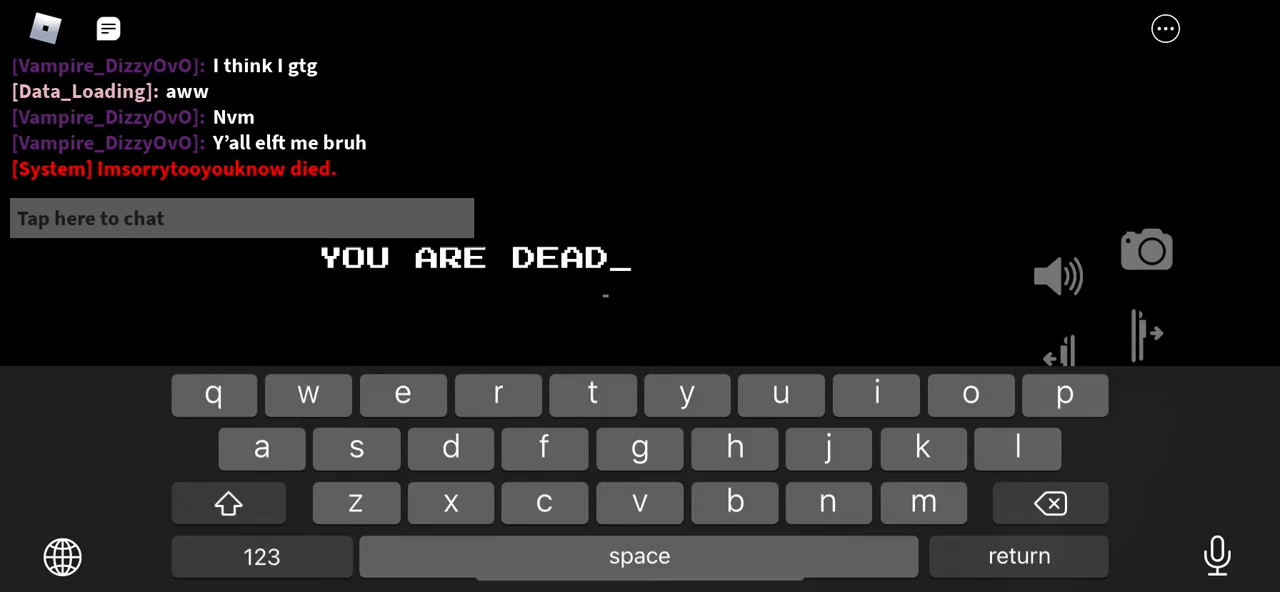 [Vampire_DizzyOvO]: I think I gtg
[Data_Loading]: aww
[Vampire_DizzyOvO]: Nvm
[Vampire_DizzyOvO]: Y’all elft me bruh
[System] Imsorrytooyouknow died.
Tap here to chat
YOU ARE DEAD_
q w e r t y u i o p
a s d f g h j k l
z x c v b n m
123 space return